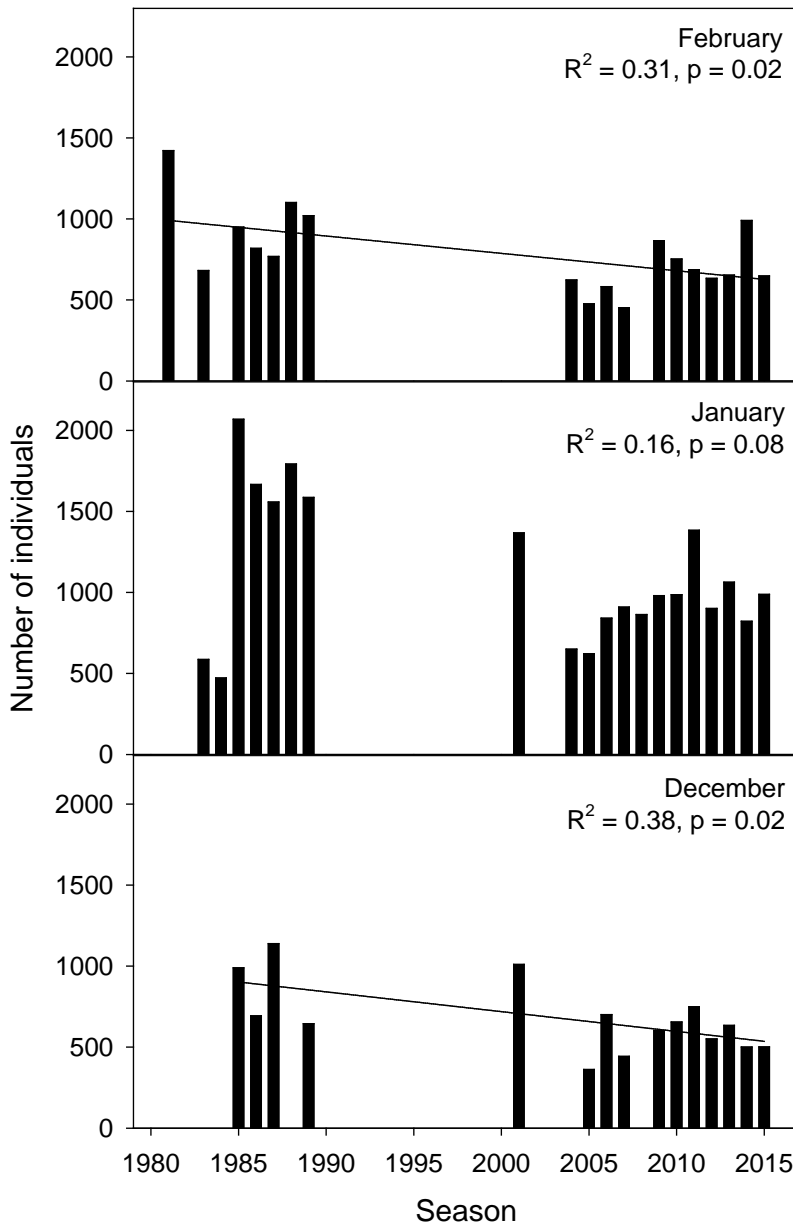 February
R² = 0.31, p = 0.02
2000
1500
1000
500
0
January
R² = 0.16, p = 0.08
2000
1500
1000
500
0
Number of individuals
December
R² = 0.38, p = 0.02
2000
1500
1000
500
0
1980 1985 1990 1995 2000 2005 2010 2015
Season